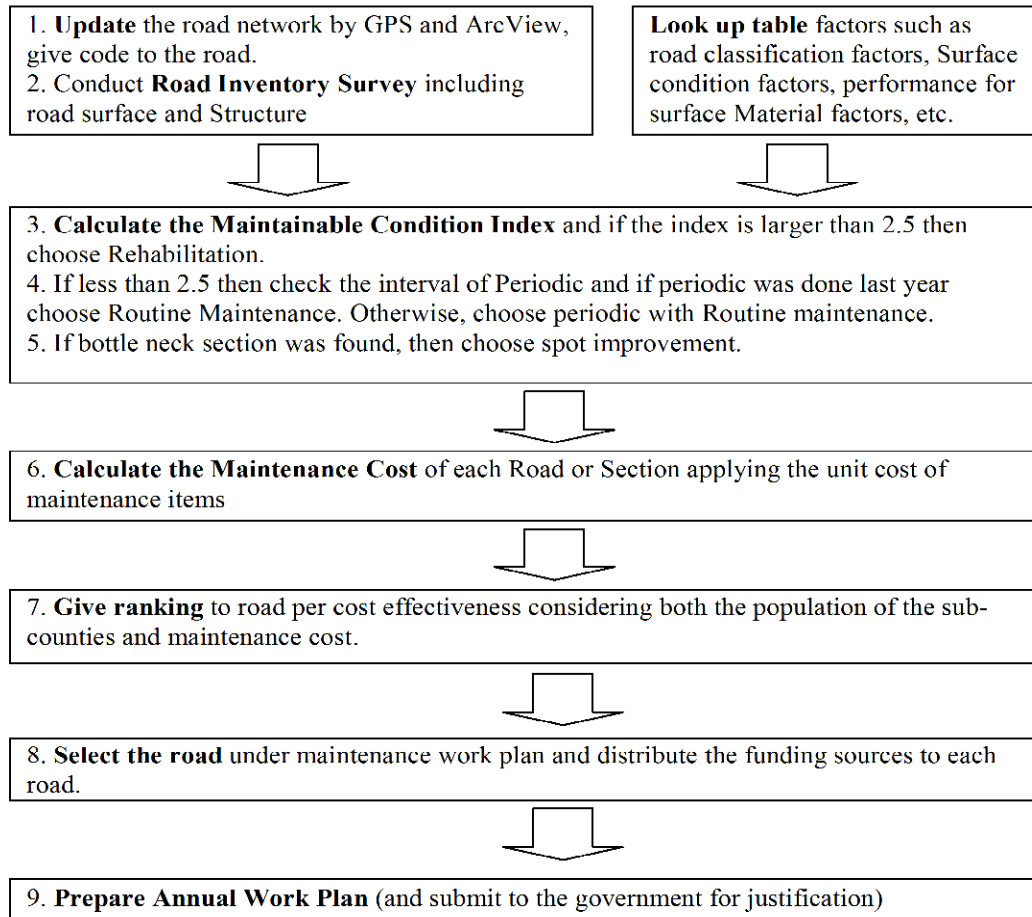 1. Update the road network by GPS and ArcView,
give code to the road.
2. Conduct Road Inventory Survey including
road surface and Structure
Look up table factors such as
road classification factors, Surface
condition factors, performance for
surface Material factors, etc.
3. Calculate the Maintainable Condition Index and if the index is larger than 2.5 then
choose Rehabilitation.
4. If less than 2.5 then check the interval of Periodic and if periodic was done last year
choose Routine Maintenance. Otherwise, choose periodic with Routine maintenance.
5. If bottle neck section was found, then choose spot improvement.
6. Calculate the Maintenance Cost of each Road or Section applying the unit cost of
maintenance items
7. Give ranking to road per cost effectiveness considering both the population of the sub-
counties and maintenance cost.
8. Select the road under maintenance work plan and distribute the funding sources to each
road.
9. Prepare Annual Work Plan (and submit to the government for justification)